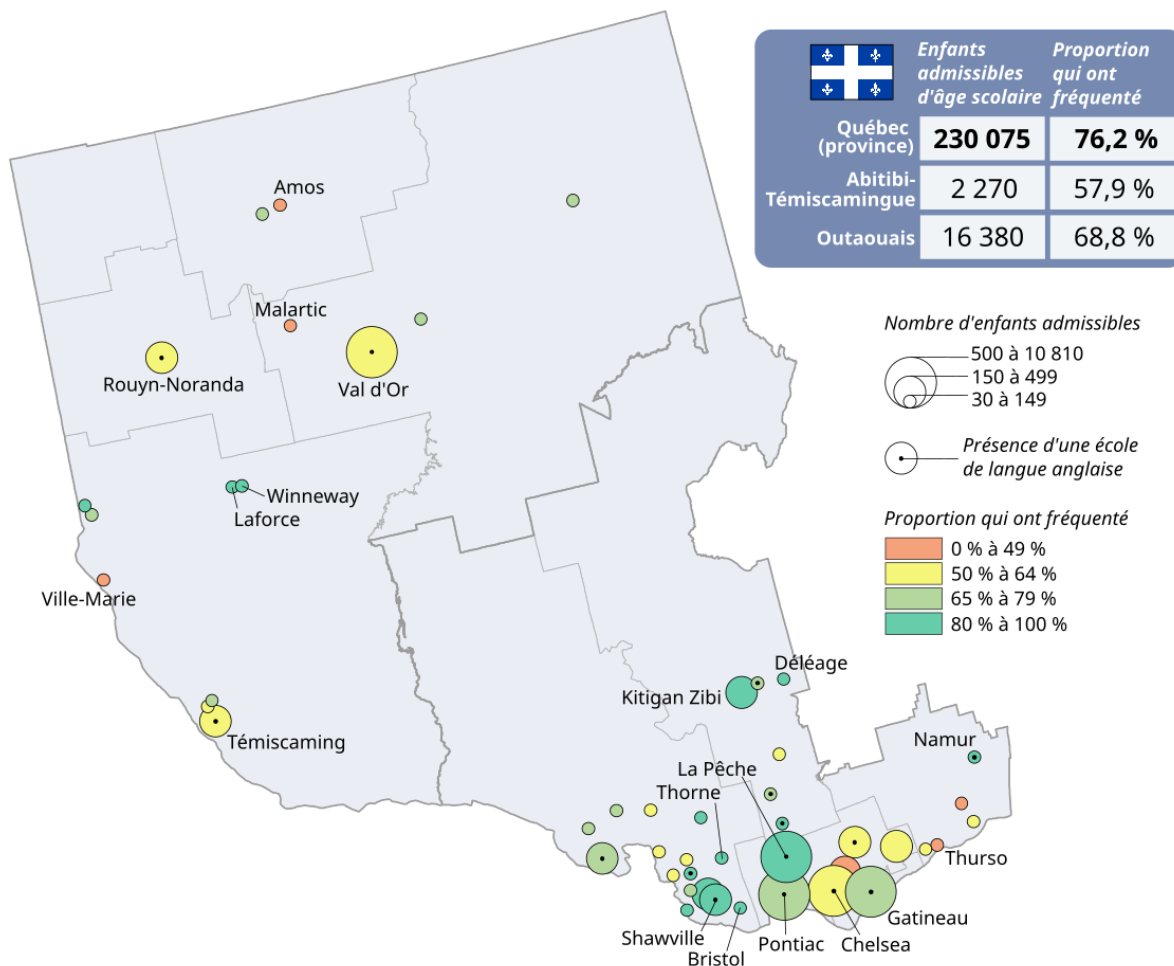 Enfants
admissibles
d'âge scolaire
Proportion
qui ont
fréquenté
Québec
(province)
230 075
76,2 %
Abitibi-
Témiscamingue
2 270
57,9 %
Outaouais
16 380
68,8 %
Nombre d'enfants admissibles
500 à 10 810
150 à 499
30 à 149
Présence d'une école
de langue anglaise
Proportion qui ont fréquenté
0 % à 49 %
50 % à 64 %
65 % à 79 %
80 % à 100 %
Amos
Malartic
Rouyn-Noranda
Val d'Or
Winneway
Laforce
Ville-Marie
Témiscaming
Déléage
Kitigan Zibi
Namur
La Pêche
Thorne
Thurso
Gatineau
Shawville
Bristol
Pontiac
Chelsea